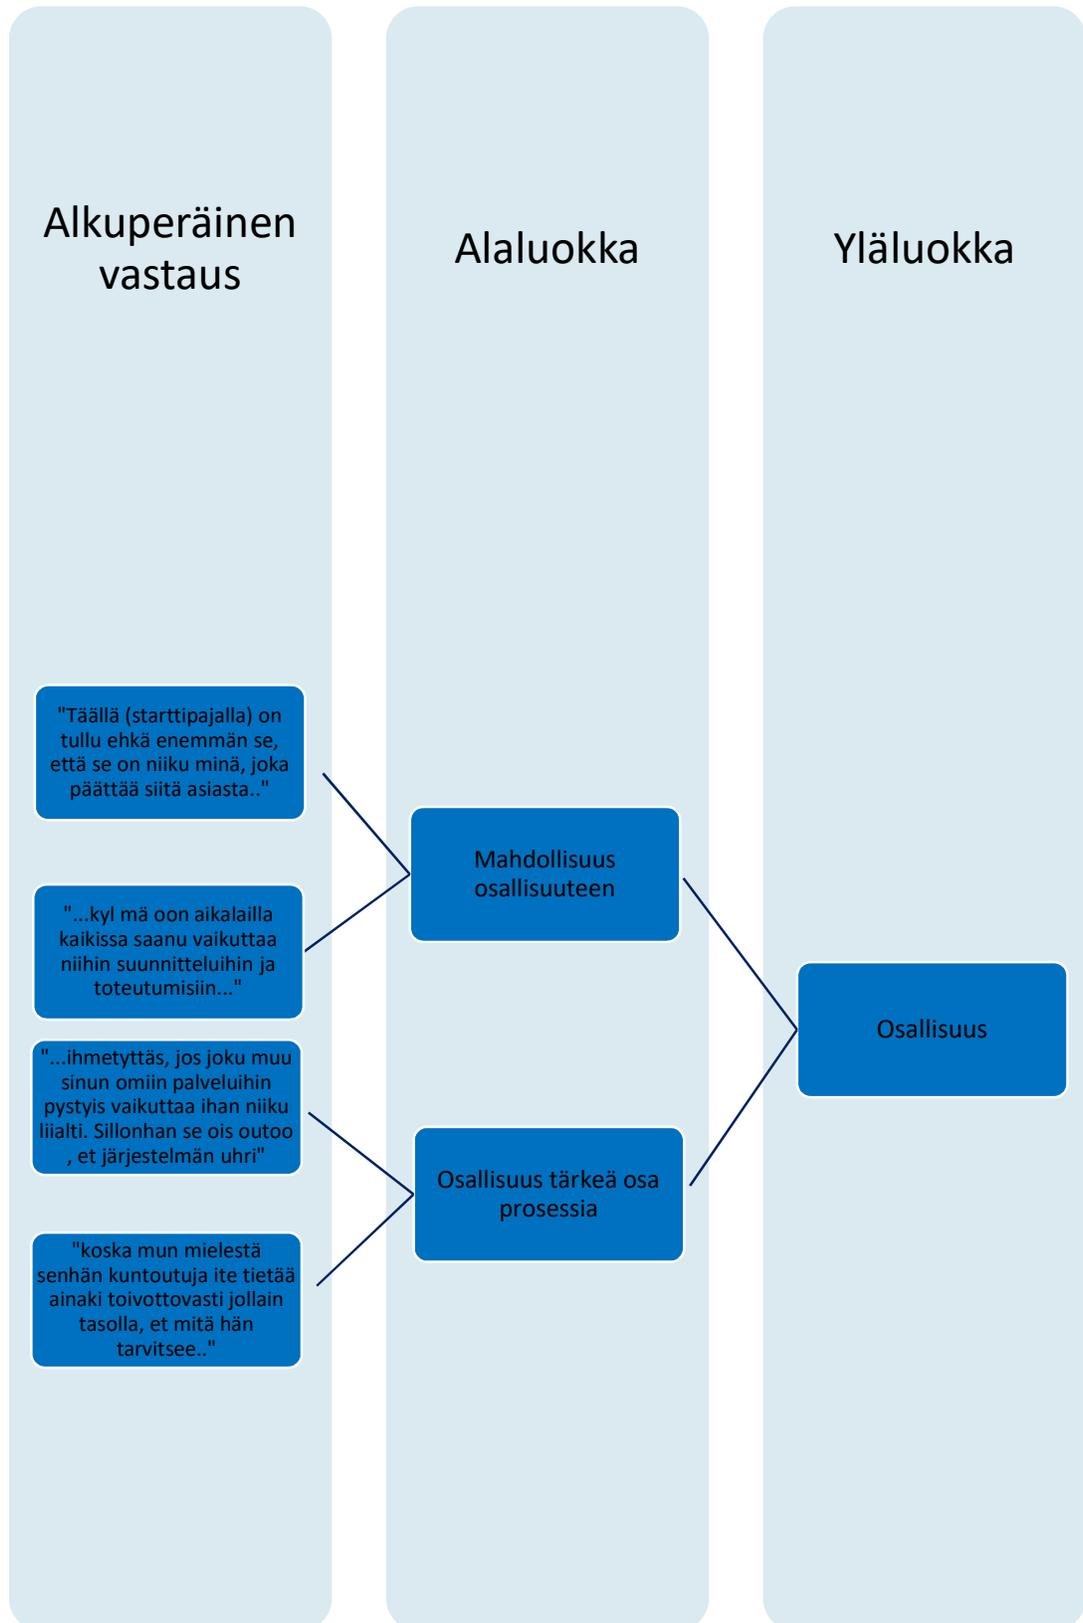 Alkuperäinen
vastaus
Alaluokka
Yläluokka
"Täällä (starttipajalla) on
tullu ehkä enemmän se,
että se on niiku minä, joka
päättää siitä asiasta.."
"...kyl mä oon aikalailla
kaikissa saanu vaikuttaa
niihin suunnitteluihin ja
toteutumisiin..."
"...ihmetyttäs, jos joku muu
sinun omiin palveluihin
pystyis vaikuttaa ihan niiku
liialti. Sillonhan se ois outoo
, et järjestelmän uhri"
"koska mun mielestä
senhän kuntoutuja ite tietää
ainaki toivottovasti jollain
tasolla, et mitä hän
tarvitsee.."
Mahdollisuus
osallisuuteen
Osallisuus tärkeä osa
prosessia
Osallisuus